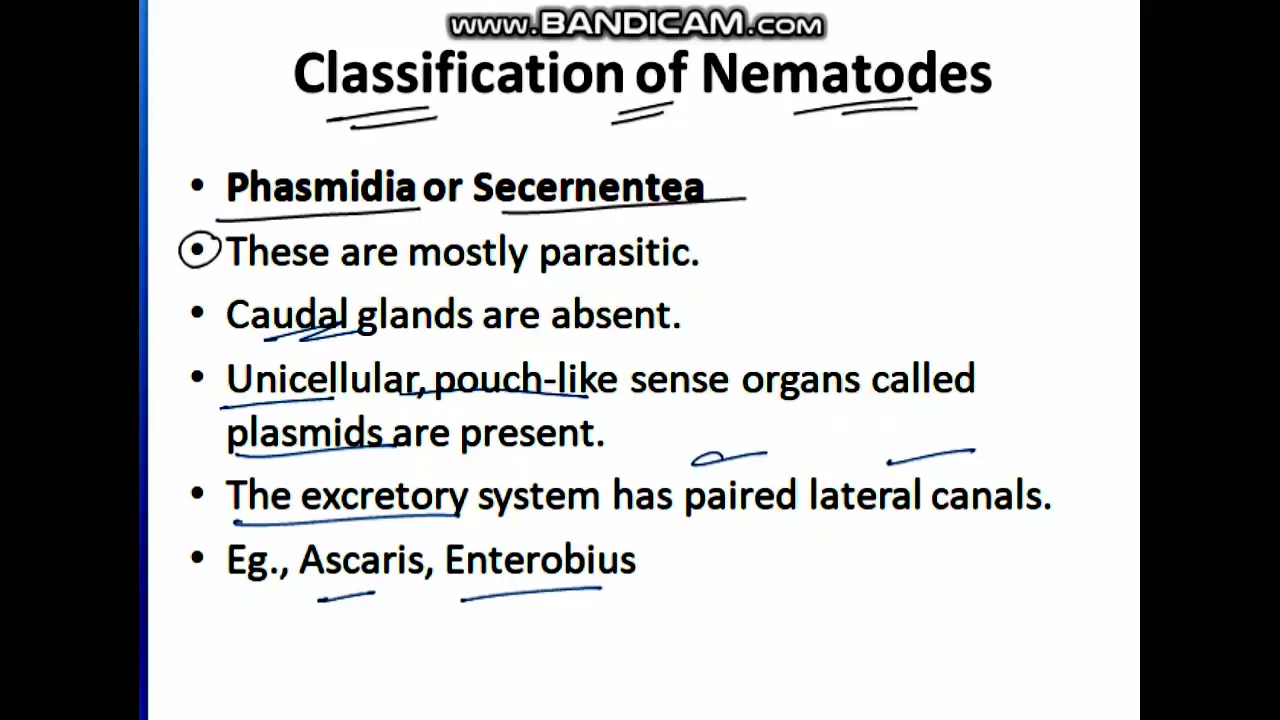 www.BANDICAM.com
Classification of Nematodes
• Phasmidia or Secernentea
• These are mostly parasitic.
• Caudal glands are absent.
• Unicellular, pouch-like sense organs called
plasmids are present.
• The excretory system has paired lateral canals.
• Eg., Ascaris, Enterobius